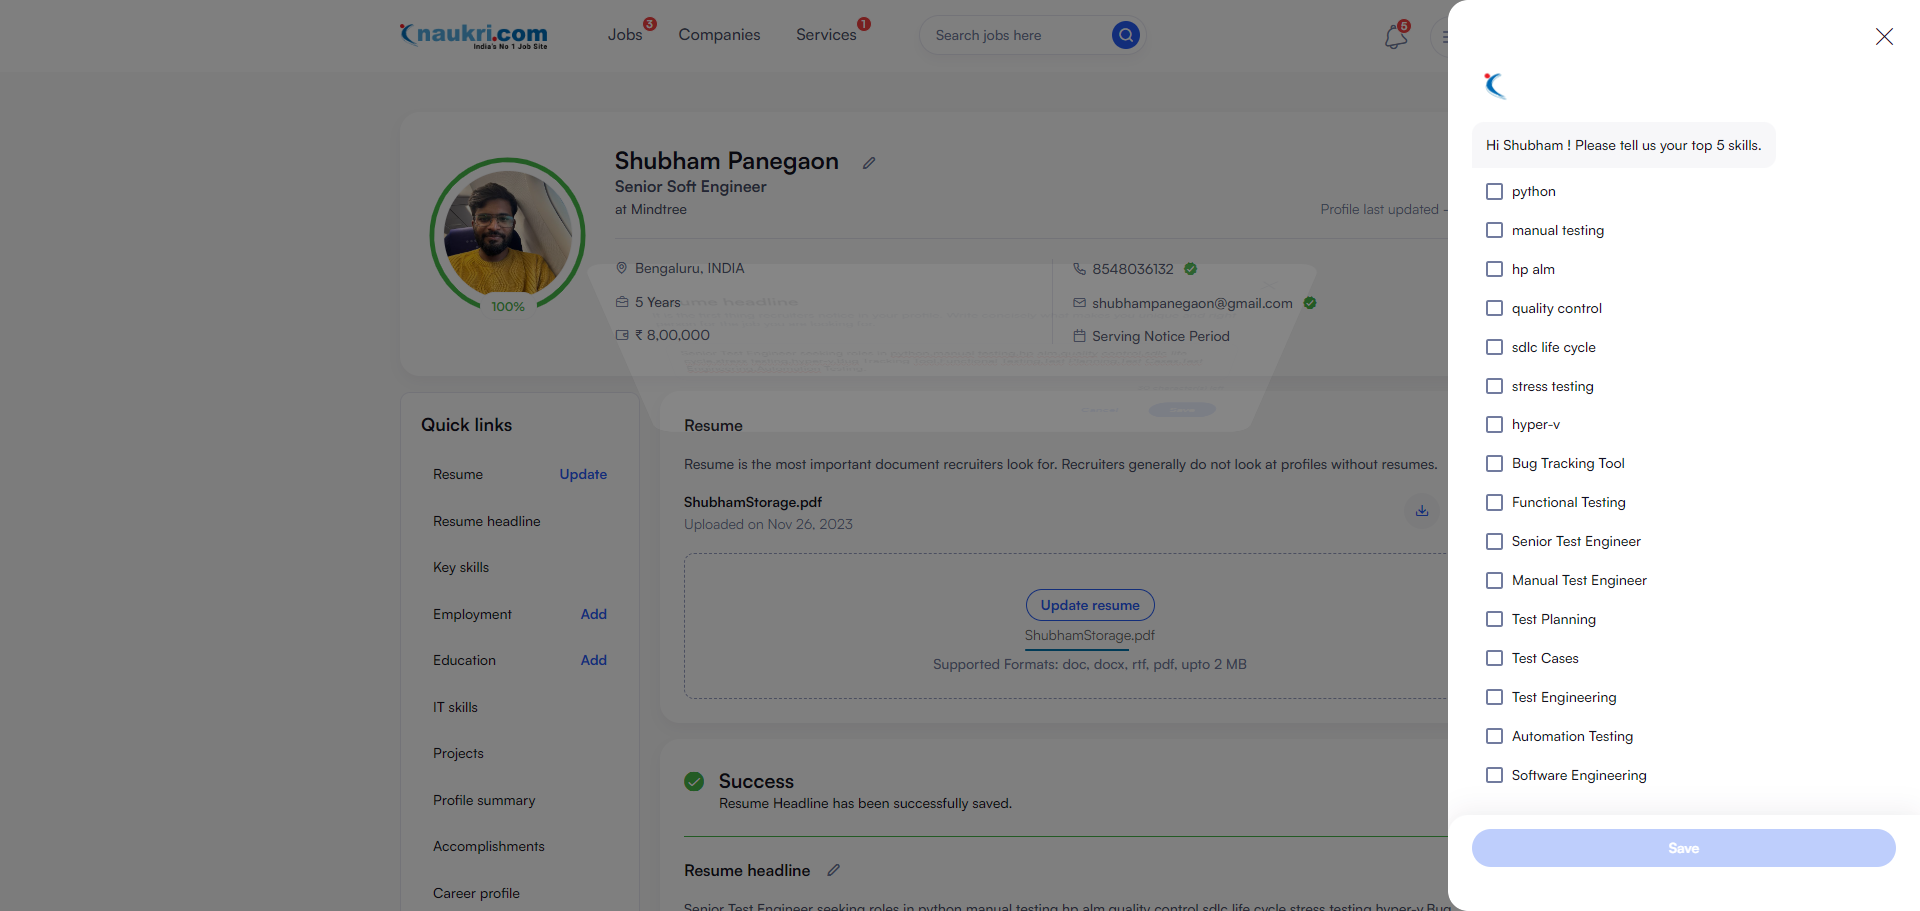 naukri.com
India's No 1 Job Site
Jobs 3
Companies
Services 1
Search jobs here
5
Shubham Panegaon
Senior Soft Engineer
at Mindtree
Profile last updated -
100%
Bengaluru, INDIA
5 Years
₹ 8,00,000
8548036132
shubhampanegaon@gmail.com
Serving Notice Period
Quick links
Resume Update
Resume headline
Key skills
Employment Add
Education Add
IT skills
Projects
Profile summary
Accomplishments
Career profile
Resume
Resume is the most important document recruiters look for. Recruiters generally do not look at profiles without resumes.
ShubhamStorage.pdf
Uploaded on Nov 26, 2023
Update resume
ShubhamStorage.pdf
Supported Formats: doc, docx, rtf, pdf, upto 2 MB
Success
Resume Headline has been successfully saved.
Resume headline
Senior Test Engineer seeking roles in python manual testing hp alm quality control sdlc life cycle stress testing hyper-v Bug
Hi Shubham ! Please tell us your top 5 skills.
python
manual testing
hp alm
quality control
sdlc life cycle
stress testing
hyper-v
Bug Tracking Tool
Functional Testing
Senior Test Engineer
Manual Test Engineer
Test Planning
Test Cases
Test Engineering
Automation Testing
Software Engineering
Save